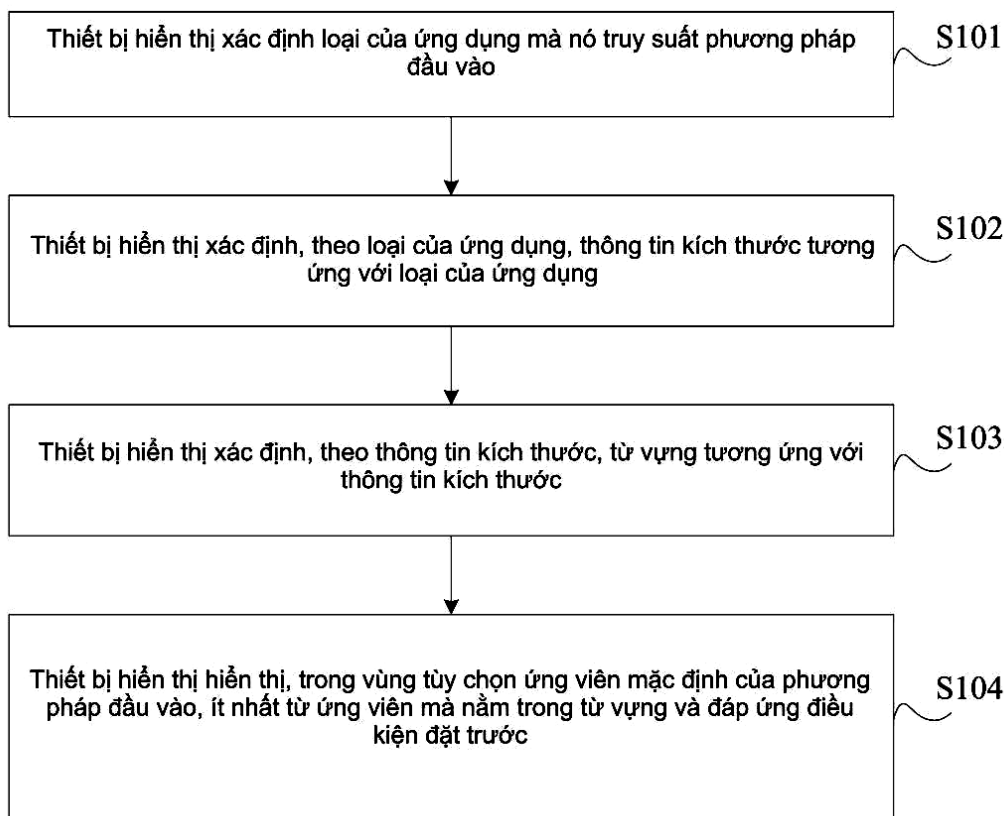 Thiết bị hiển thị xác định loại của ứng dụng mà nó truy suất phương pháp
đầu vào
S101
Thiết bị hiển thị xác định, theo loại của ứng dụng, thông tin kích thước tương
ứng với loại của ứng dụng
S102
Thiết bị hiển thị xác định, theo thông tin kích thước, từ vựng tương ứng với
thông tin kích thước
S103
Thiết bị hiển thị hiển thị, trong vùng tùy chọn ứng viên mặc định của phương
pháp đầu vào, ít nhất từ ứng viên mà nằm trong từ vựng và đáp ứng điều
kiện đặt trước
S104